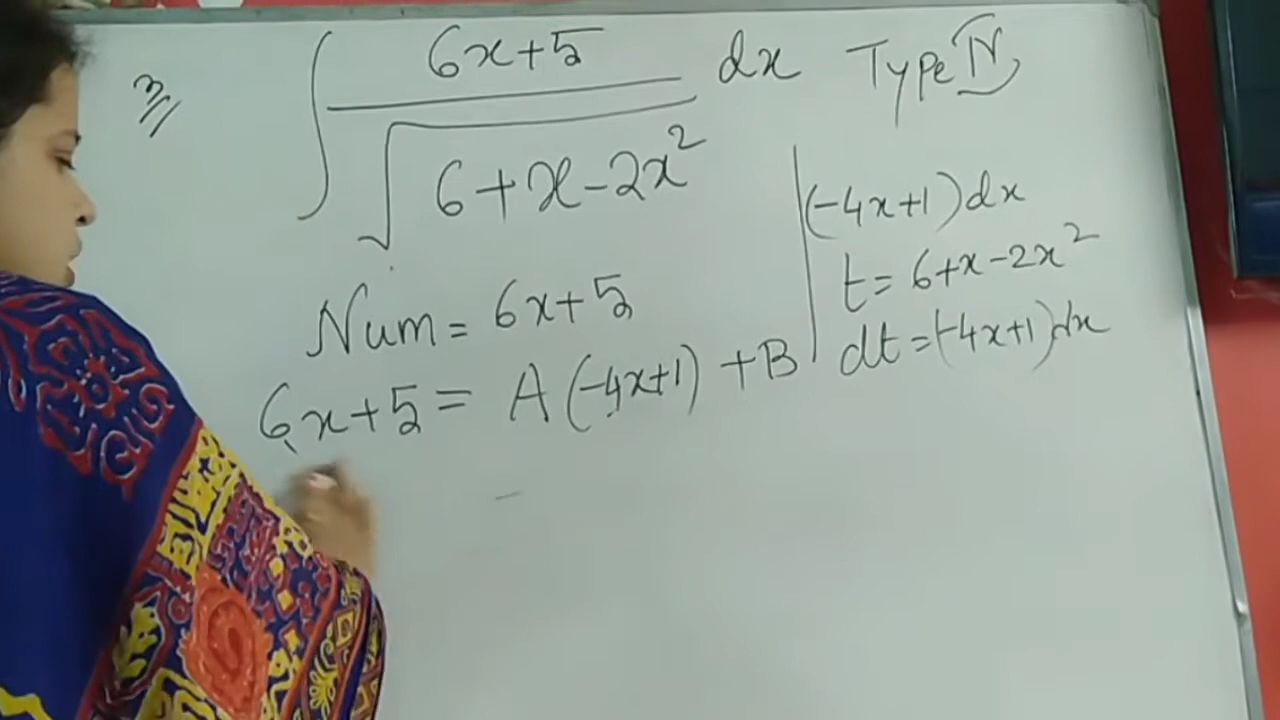 3// ∫ (6x+5)/√(6+x-2x²) dx Type IV
(-4x+1)dx
t= 6+x-2x²
dt=(-4x+1)dx
Num = 6x+5
6x+5 = A(-4x+1) +B